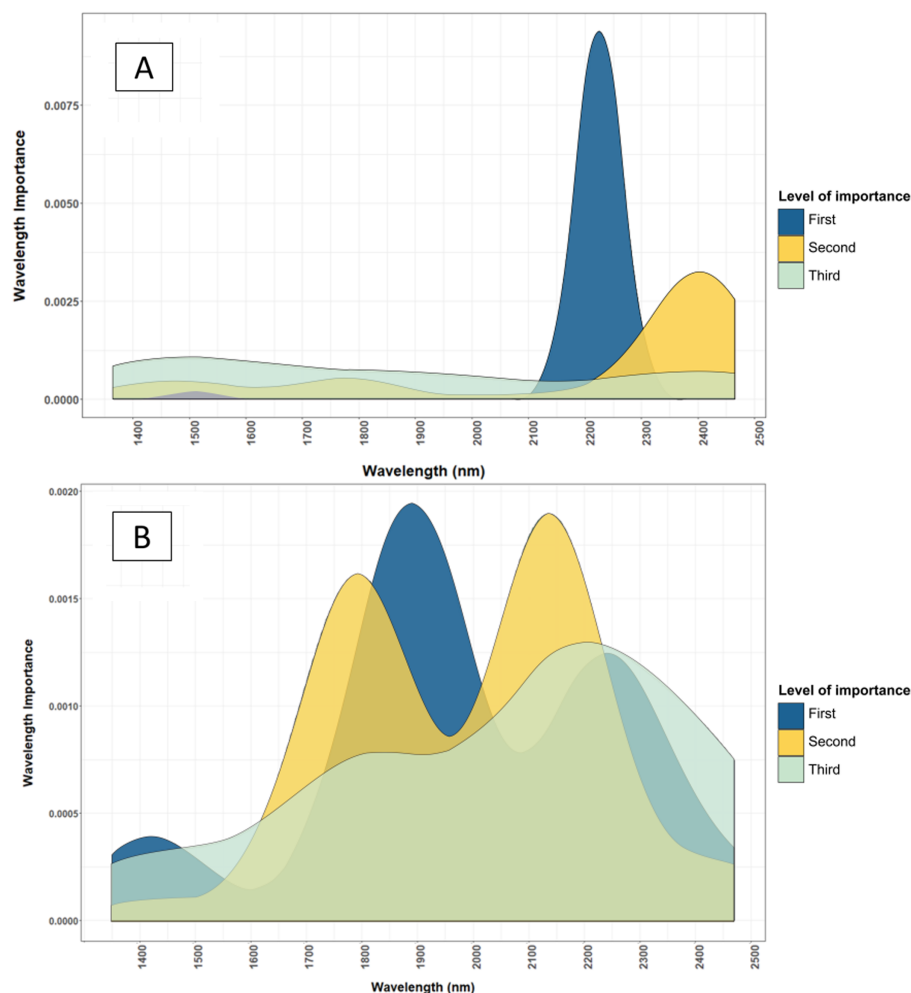 A
0.0075
0.0050
0.0025
0.0000
Wavelength Importance
1400
1500
1600
1700
1800
1900
2000
2100
2200
2300
2400
2500
Wavelength (nm)
Level of importance
First
Second
Third
B
0.0020
0.0015
0.0010
0.0005
0.0000
Wavelength Importance
1400
1500
1600
1700
1800
1900
2000
2100
2200
2300
2400
2500
Wavelength (nm)
Level of importance
First
Second
Third